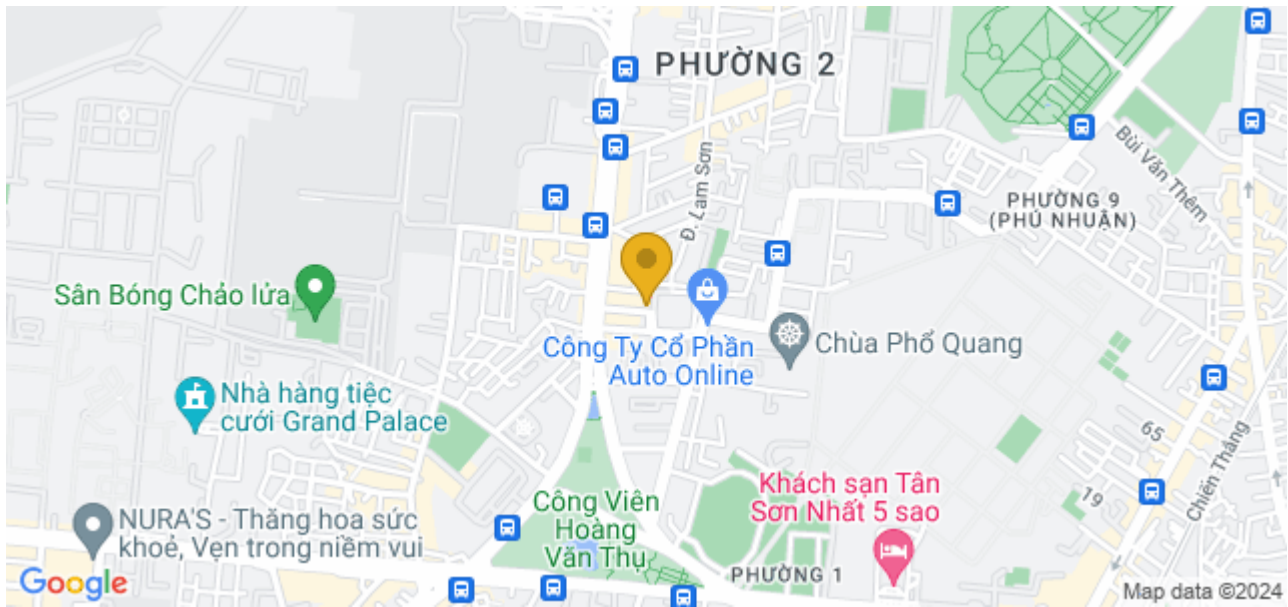 PHƯỜNG 2
Bùi Văn Thêm
Đ. Lam Sơn
PHƯỜNG 9
(PHÚ NHUẬN)
Sân Bóng Chảo lửa
Công Ty Cổ Phần
Auto Online
Chùa Phổ Quang
Nhà hàng tiệc
cưới Grand Palace
65
Chiến Thắng
Khách sạn Tân
Sơn Nhất 5 sao
19
Công Viên
Hoàng
Văn Thụ
NURA'S - Thăng hoa sức
khoẻ, Vẹn trong niềm vui
PHƯỜNG 1
Google
Map data ©2024